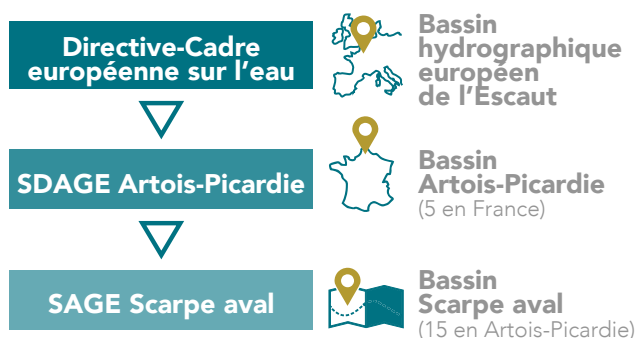 Directive-Cadre
européenne sur l'eau
Bassin
hydrographique
européen
de l'Escaut
SDAGE Artois-Picardie
Bassin
Artois-Picardie
(5 en France)
SAGE Scarpe aval
Bassin
Scarpe aval
(15 en Artois-Picardie)